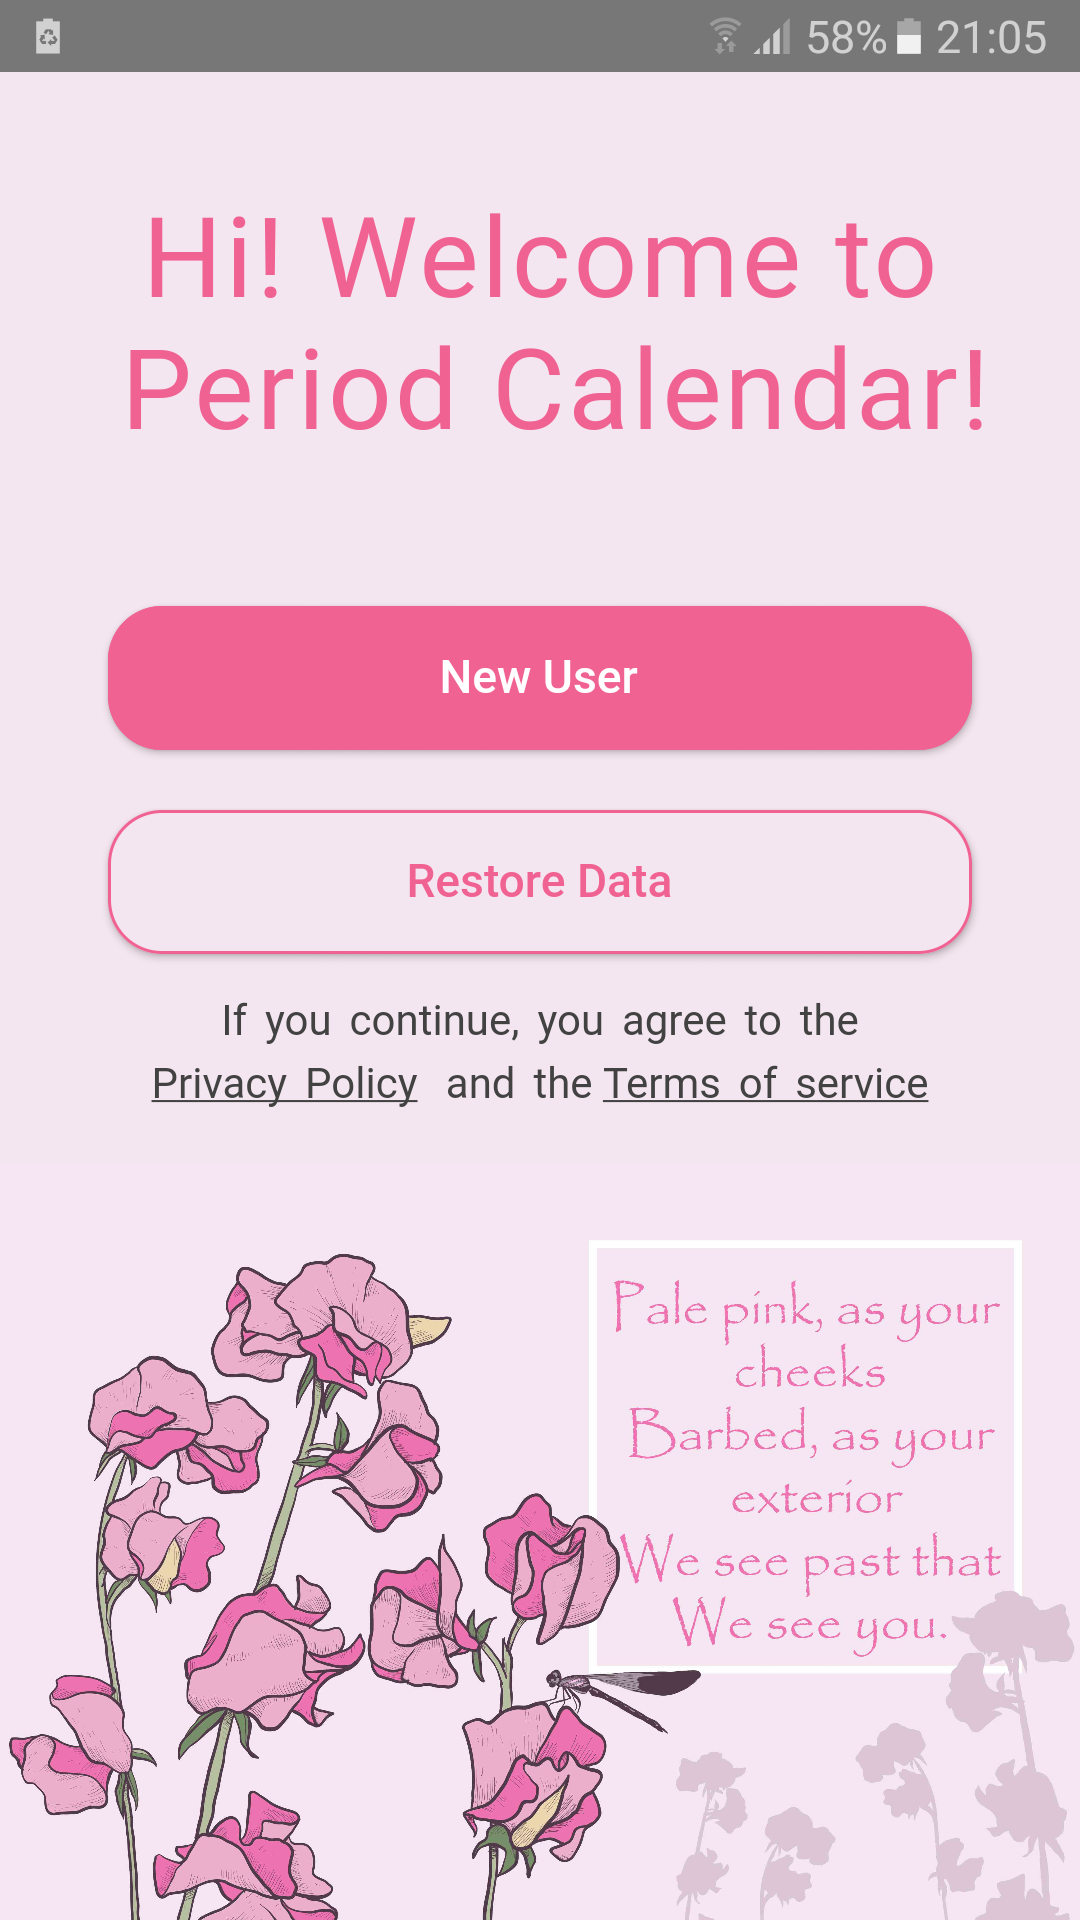 58% 21:05
Hi! Welcome to
Period Calendar!
New User
Restore Data
If you continue, you agree to the
Privacy Policy and the Terms of service
Pale pink, as your
cheeks
Barbed, as your
exterior
We see past that
We see you.